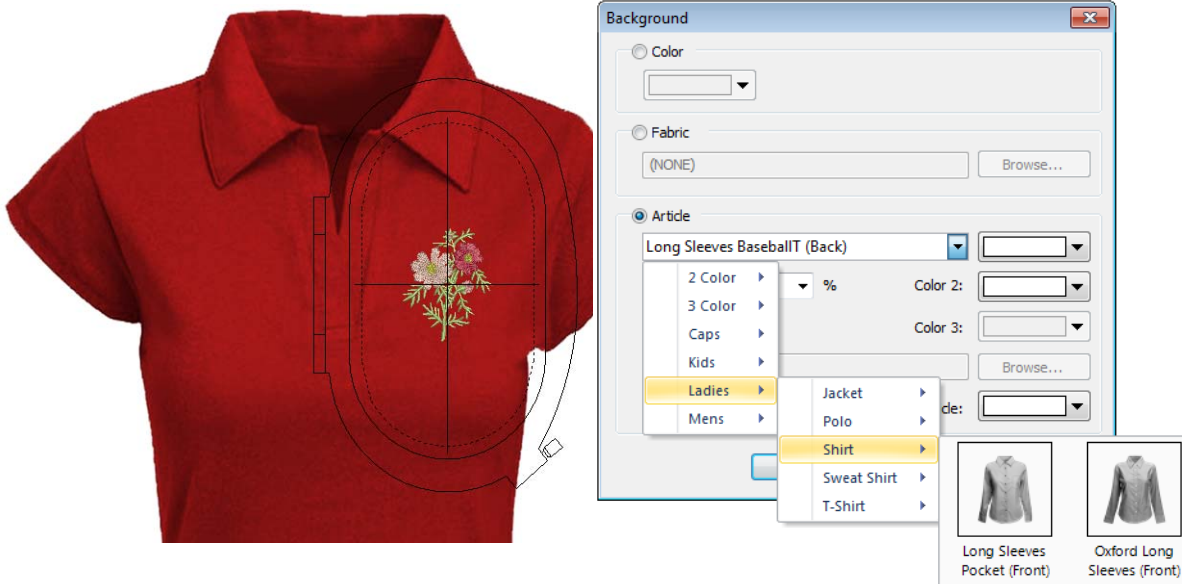 Background
Color
Fabric
(NONE)
Browse...
Article
Long Sleeves BaseballT (Back)
2 Color
%
Color 2:
3 Color
Color 3:
Caps
Kids
Browse...
Ladies
Jacket
cle:
Mens
Polo
Shirt
Sweat Shirt
T-Shirt
Long Sleeves
Pocket (Front)
Oxford Long
Sleeves (Front)